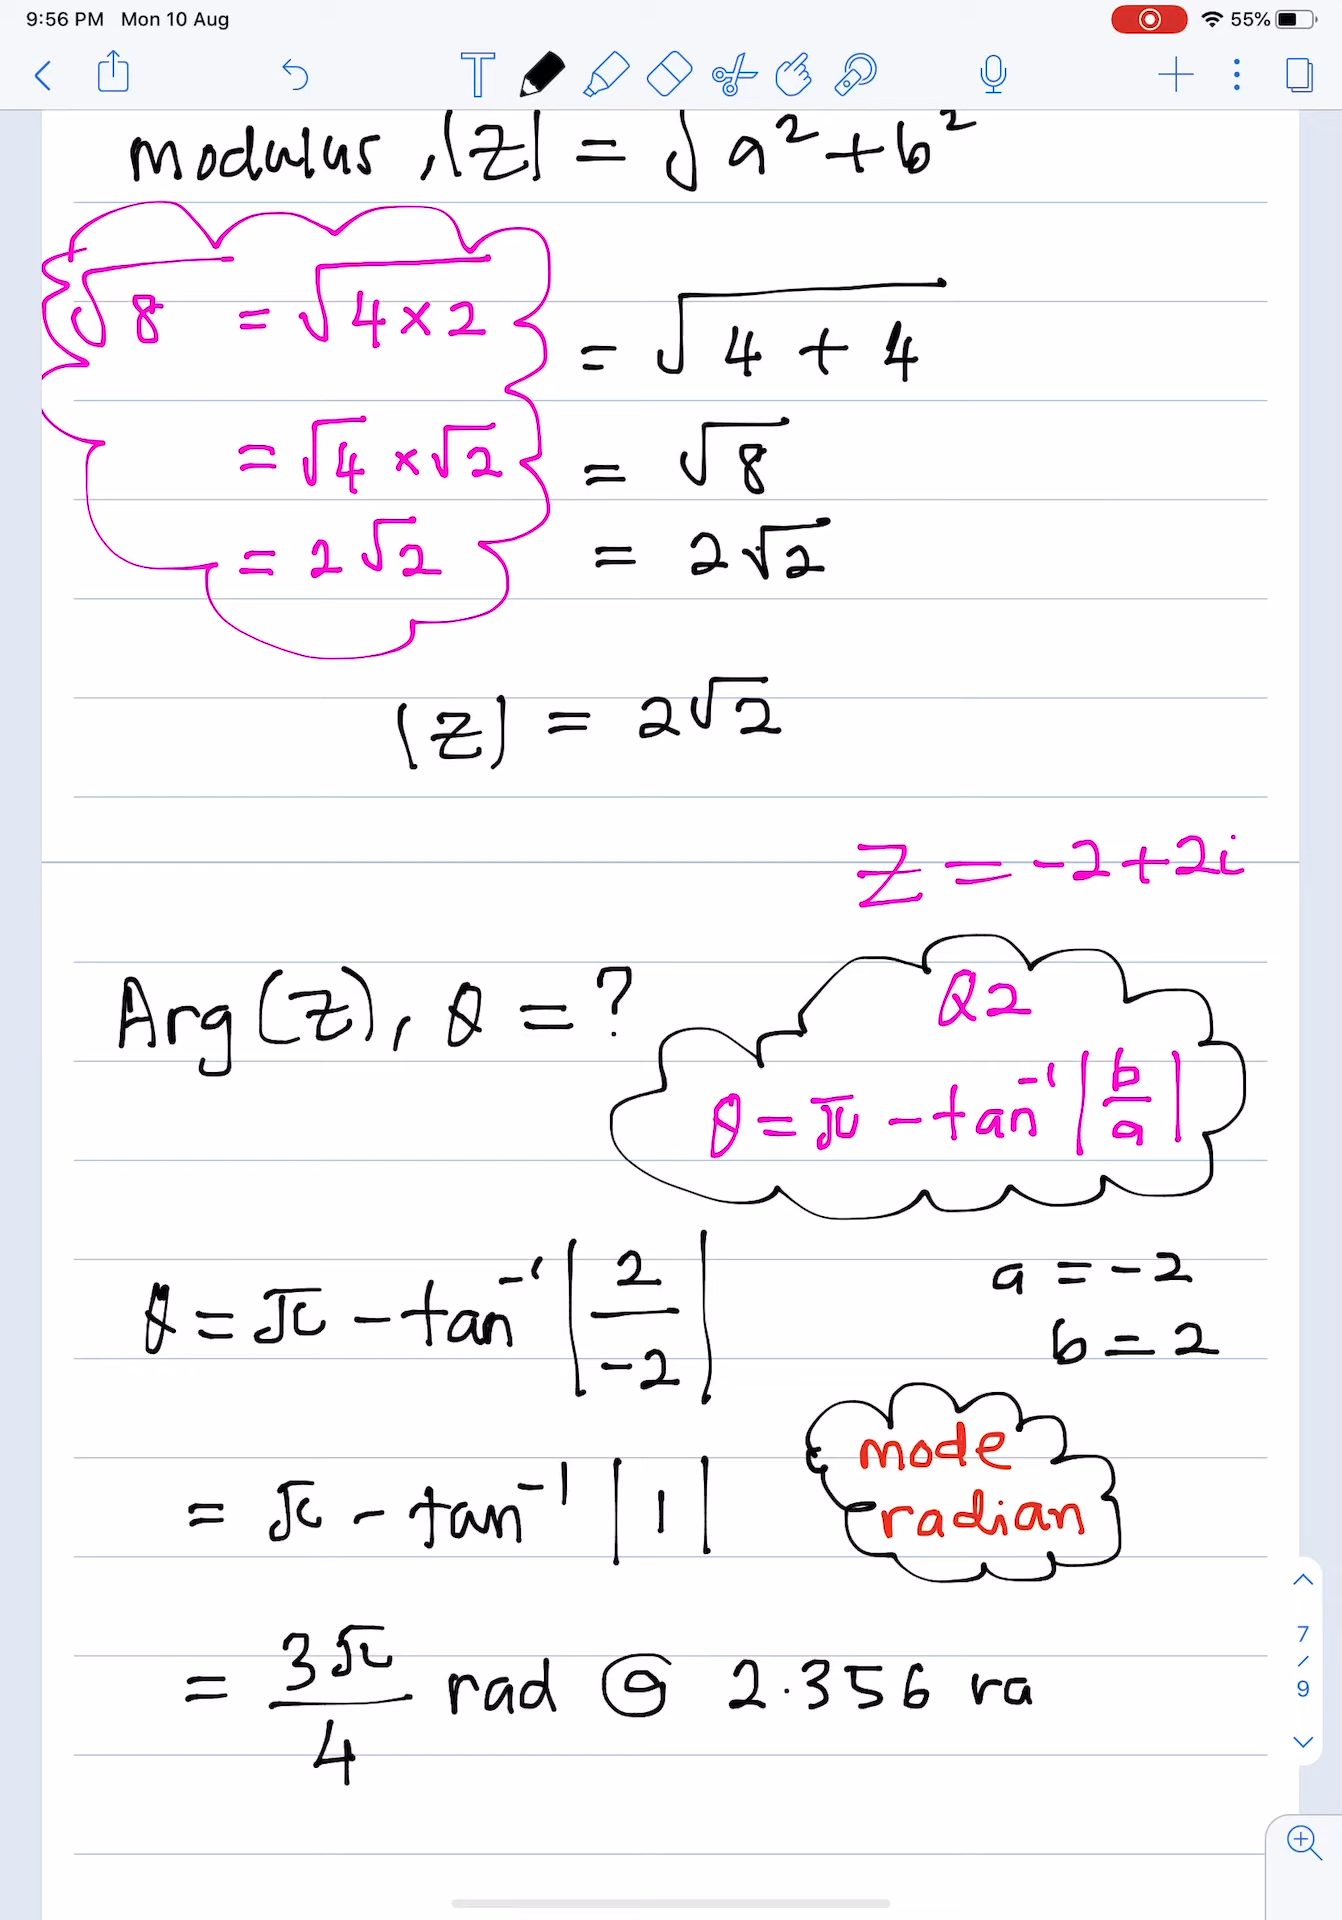 9:56 PM Mon 10 Aug
55%
T
modulus, |z| = √a² + b²
√8 = √4 × 2
= √4 × √2
= 2√2
= √4 + 4
= √8
= 2√2
|z| = 2√2
z = -2 + 2i
Arg(z), θ = ?
Q2
θ = π - tan⁻¹ |b/a|
θ = π - tan⁻¹ |2/-2|
a = -2
b = 2
= π - tan⁻¹ |1|
mode
radian
= 3π/4 rad @ 2.356 ra
7
/
9